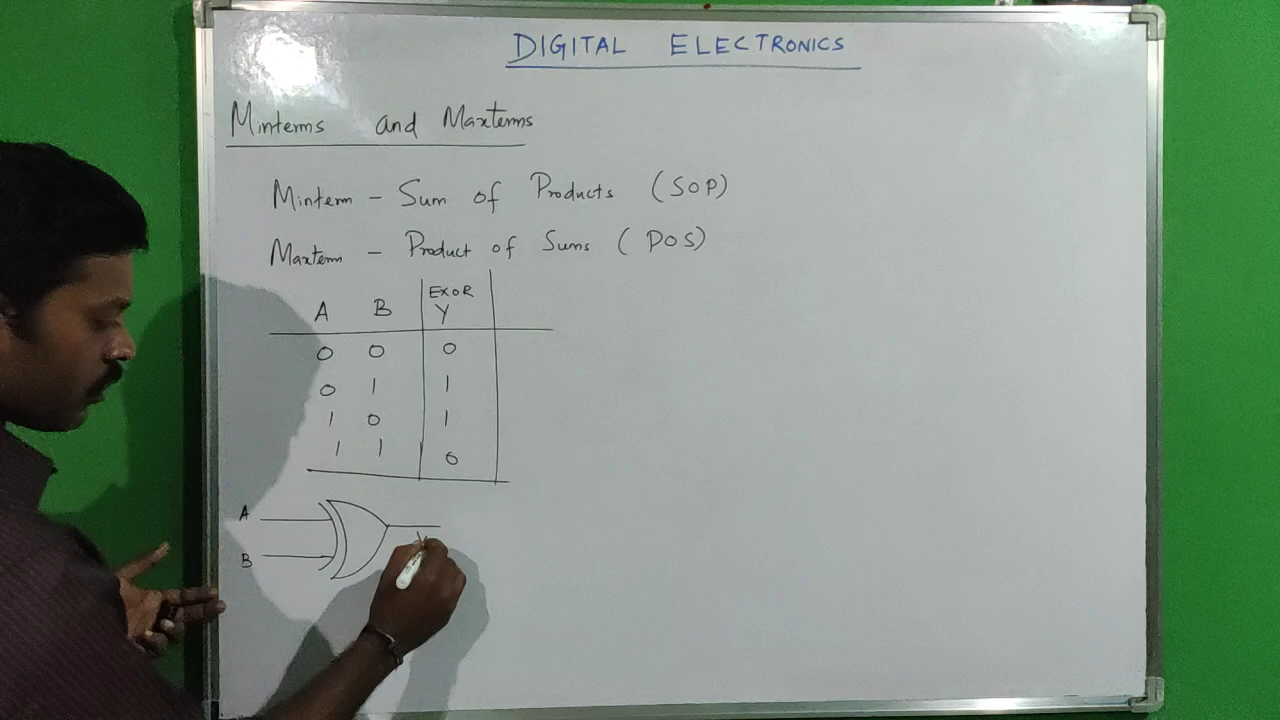 DIGITAL ELECTRONICS
Minterms and Maxterms
Minterm - Sum of Products (SOP)
Maxterm - Product of Sums (POS)
EXOR
A B Y
0 0 0
0 1 1
1 0 1
1 1 0
A
B
Y